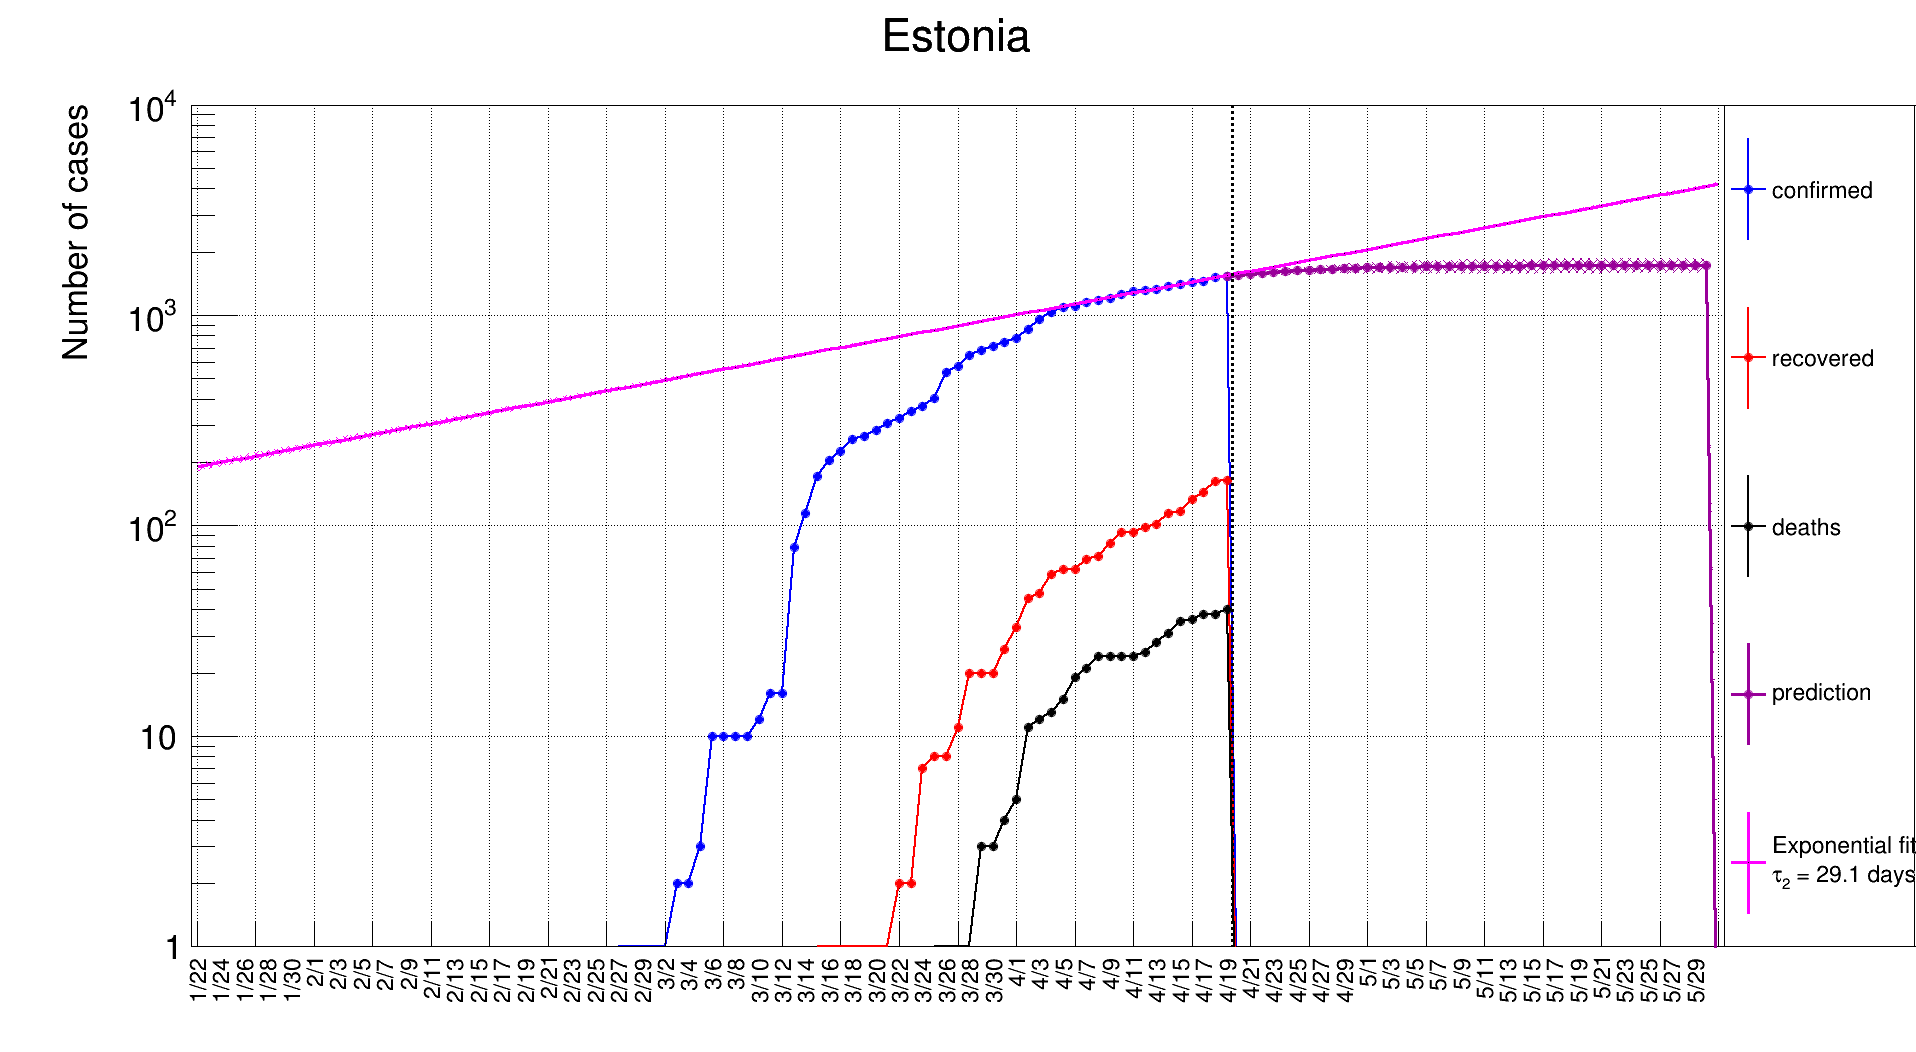 Estonia
Number of cases
10^4
10^3
10^2
10
1
1/22 1/24 1/26 1/28 1/30 2/1 2/3 2/5 2/7 2/9 2/11 2/13 2/15 2/17 2/19 2/21 2/23 2/25 2/27 2/29 3/2 3/4 3/6 3/8 3/10 3/12 3/14 3/16 3/18 3/20 3/22 3/24 3/26 3/28 3/30 4/1 4/3 4/5 4/7 4/9 4/11 4/13 4/15 4/17 4/19 4/21 4/23 4/25 4/27 4/29 5/1 5/3 5/5 5/7 5/9 5/11 5/13 5/15 5/17 5/19 5/21 5/23 5/25 5/27 5/29
confirmed
recovered
deaths
prediction
Exponential fit
τ₂ = 29.1 days